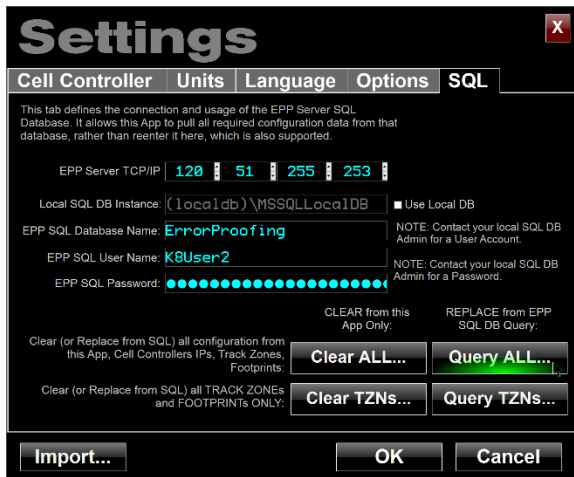 Settings
X
Cell Controller Units Language Options SQL
This tab defines the connection and usage of the EPP Server SQL
Database. It allows this App to pull all required configuration data from that
database, rather than reenter it here, which is also supported.
EPP Server TCP/IP 120 51 255 253
Local SQL DB Instance: (localdb)\MSSQLLocalDB Use Local DB
EPP SQL Database Name: ErrorProofing
NOTE: Contact your local SQL DB
Admin for a User Account.
EPP SQL User Name: K8User2
NOTE: Contact your local SQL DB
Admin for a Password.
EPP SQL Password: ●●●●●●●●●●●●●●●●●●●●●
CLEAR from this
App Only:
REPLACE from EPP
SQL DB Query:
Clear (or Replace from SQL) all configuration from
this App, Cell Controllers IPs, Track Zones,
Footprints:
Clear ALL... Query ALL...
Clear (or Replace from SQL) all TRACK ZONEs
and FOOTPRINTs ONLY:
Clear TZNs... Query TZNs...
Import... OK Cancel